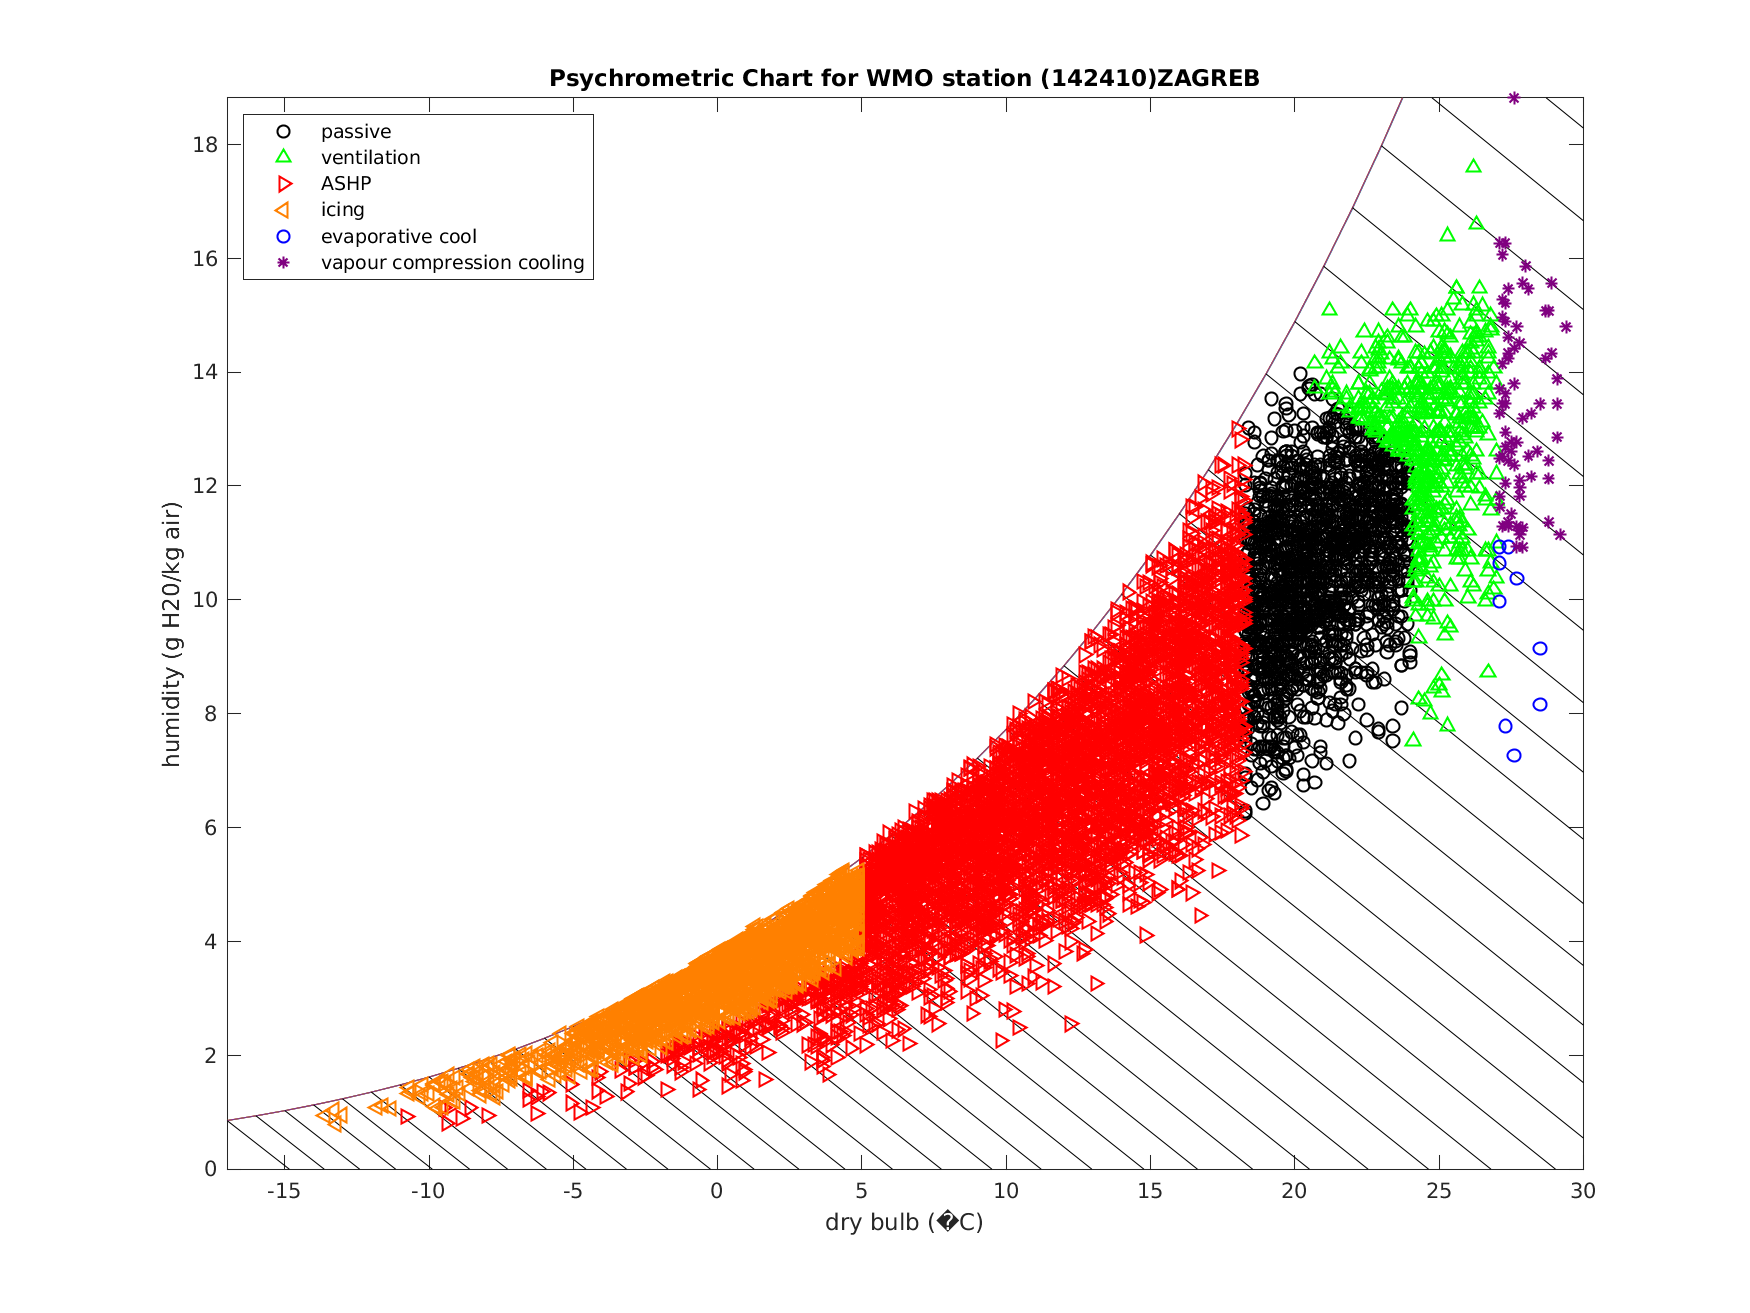 Psychrometric Chart for WMO station (142410)ZAGREB
passive
ventilation
ASHP
icing
evaporative cool
vapour compression cooling
18
16
14
12
10
8
6
4
2
0
humidity (g H20/kg air)
-15 -10 -5 0 5 10 15 20 25 30
dry bulb (�C)